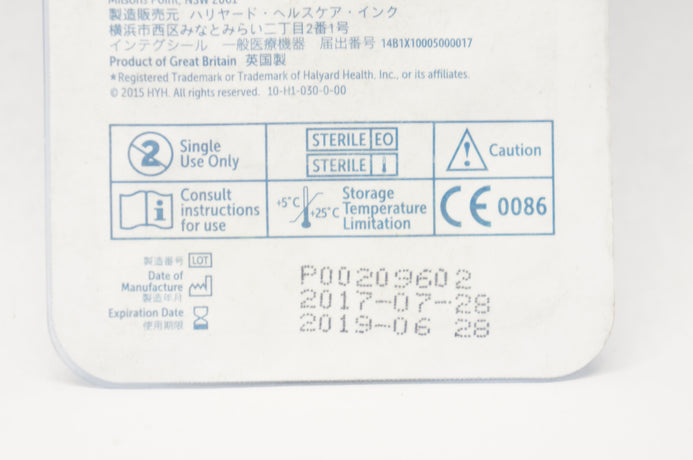 Milsons Point, NSW 2061
製造販売元 ハリヤード・ヘルスケア・インク
横浜市西区みなとみらい二丁目2番1号
インテグシール 一般医療機器 届出番号 14B1X10005000017
Product of Great Britain 英国製
*Registered Trademark or Trademark of Halyard Health, Inc., or its affiliates.
© 2015 HYH. All rights reserved. 10-H1-030-0-00
2 Single
Use Only
STERILE EO
STERILE
Caution
Consult
instructions
for use
+5°C
+25°C
Storage
Temperature
Limitation
CE 0086
製造番号 LOT
Date of
Manufacture
製造年月
Expiration Date
使用期限
P00209602
2017-07-28
2019-06 28